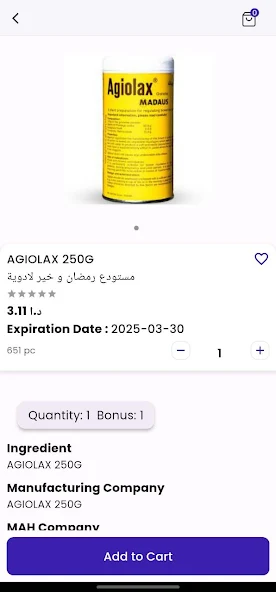 0
Agiolax®
MADAUS
AGIOLAX 250G
مستودع رمضان و خير لادوية
3.11 د.ا
Expiration Date : 2025-03-30
651 pc
1
Quantity: 1 Bonus: 1
Ingredient
AGIOLAX 250G
Manufacturing Company
AGIOLAX 250G
MAH Company
Add to Cart